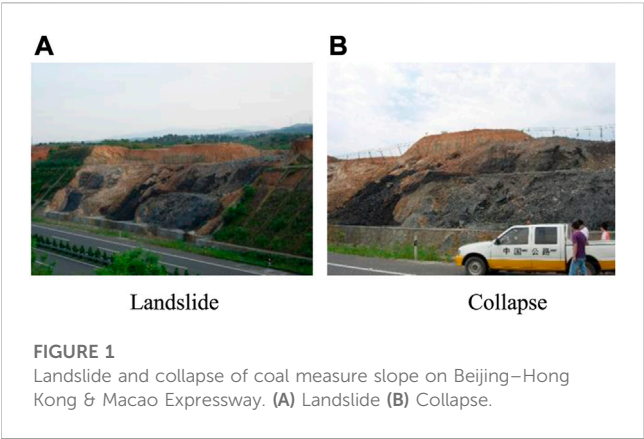 A
B
中国 公路
Landslide
Collapse
FIGURE 1
Landslide and collapse of coal measure slope on Beijing–Hong
Kong & Macao Expressway. (A) Landslide (B) Collapse.